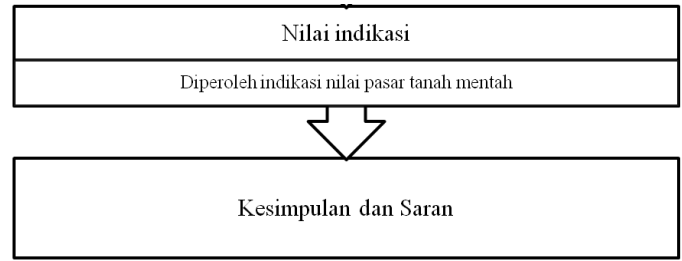 Nilai indikasi
Diperoleh indikasi nilai pasar tanah mentah
Kesimpulan dan Saran